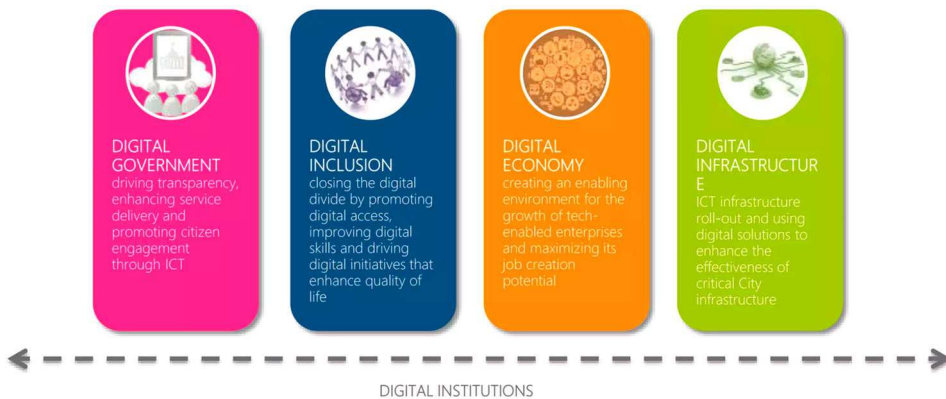 DIGITAL
GOVERNMENT
driving transparency,
enhancing service
delivery and
promoting citizen
engagement
through ICT
DIGITAL
INCLUSION
closing the digital
divide by promoting
digital access,
improving digital
skills and driving
digital initiatives that
enhance quality of
life
DIGITAL
ECONOMY
creating an enabling
environment for the
growth of tech-
enabled enterprises
and maximizing its
job creation
potential
DIGITAL
INFRASTRUCTUR
E
ICT infrastructure
roll-out and using
digital solutions to
enhance the
effectiveness of
critical City
infrastructure
DIGITAL INSTITUTIONS